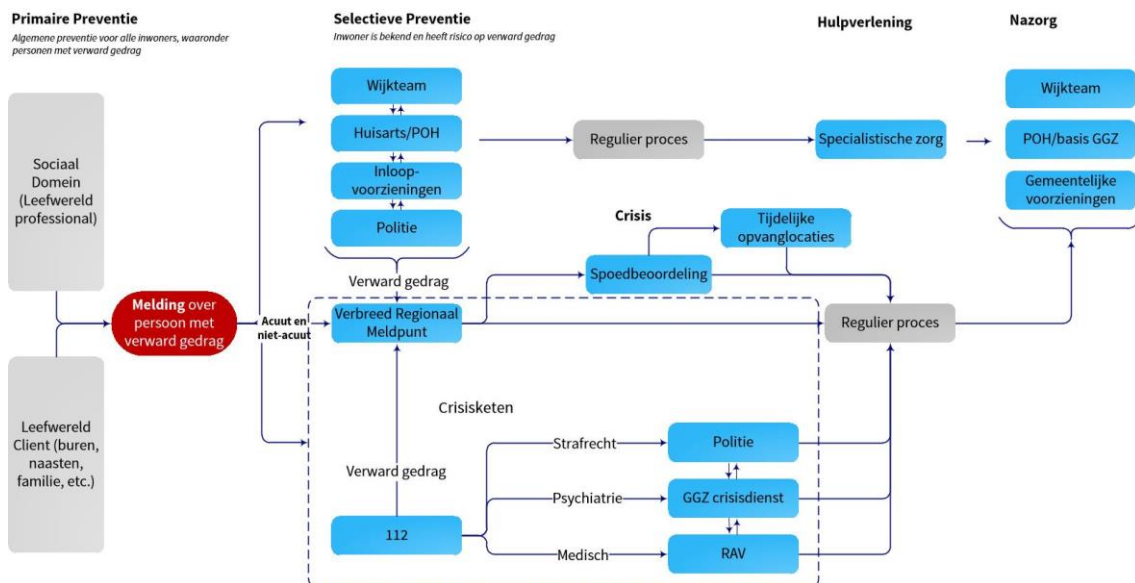 Primaire Preventie
Algemene preventie voor alle inwoners, waaronder
personen met verward gedrag
Selectieve Preventie
Inwoner is bekend en heeft risico op verward gedrag
Hulpverlening
Nazorg
Sociaal
Domein
(Leefwereld
professional)
Leefwereld
Client (buren,
naasten,
familie, etc.)
Melding over
persoon met
verward gedrag
Acuut en
niet-acuut
Wijkteam
Huisarts/POH
Inloop-
voorzieningen
Politie
Verward gedrag
Verbreed Regionaal
Meldpunt
Regulier proces
Specialistische zorg
Wijkteam
POH/basis GGZ
Gemeentelijke
voorzieningen
Crisis
Tijdelijke
opvanglocaties
Spoedbeoordeling
Regulier proces
Crisisketen
Verward gedrag
112
Strafrecht
Politie
Psychiatrie
GGZ crisisdienst
Medisch
RAV